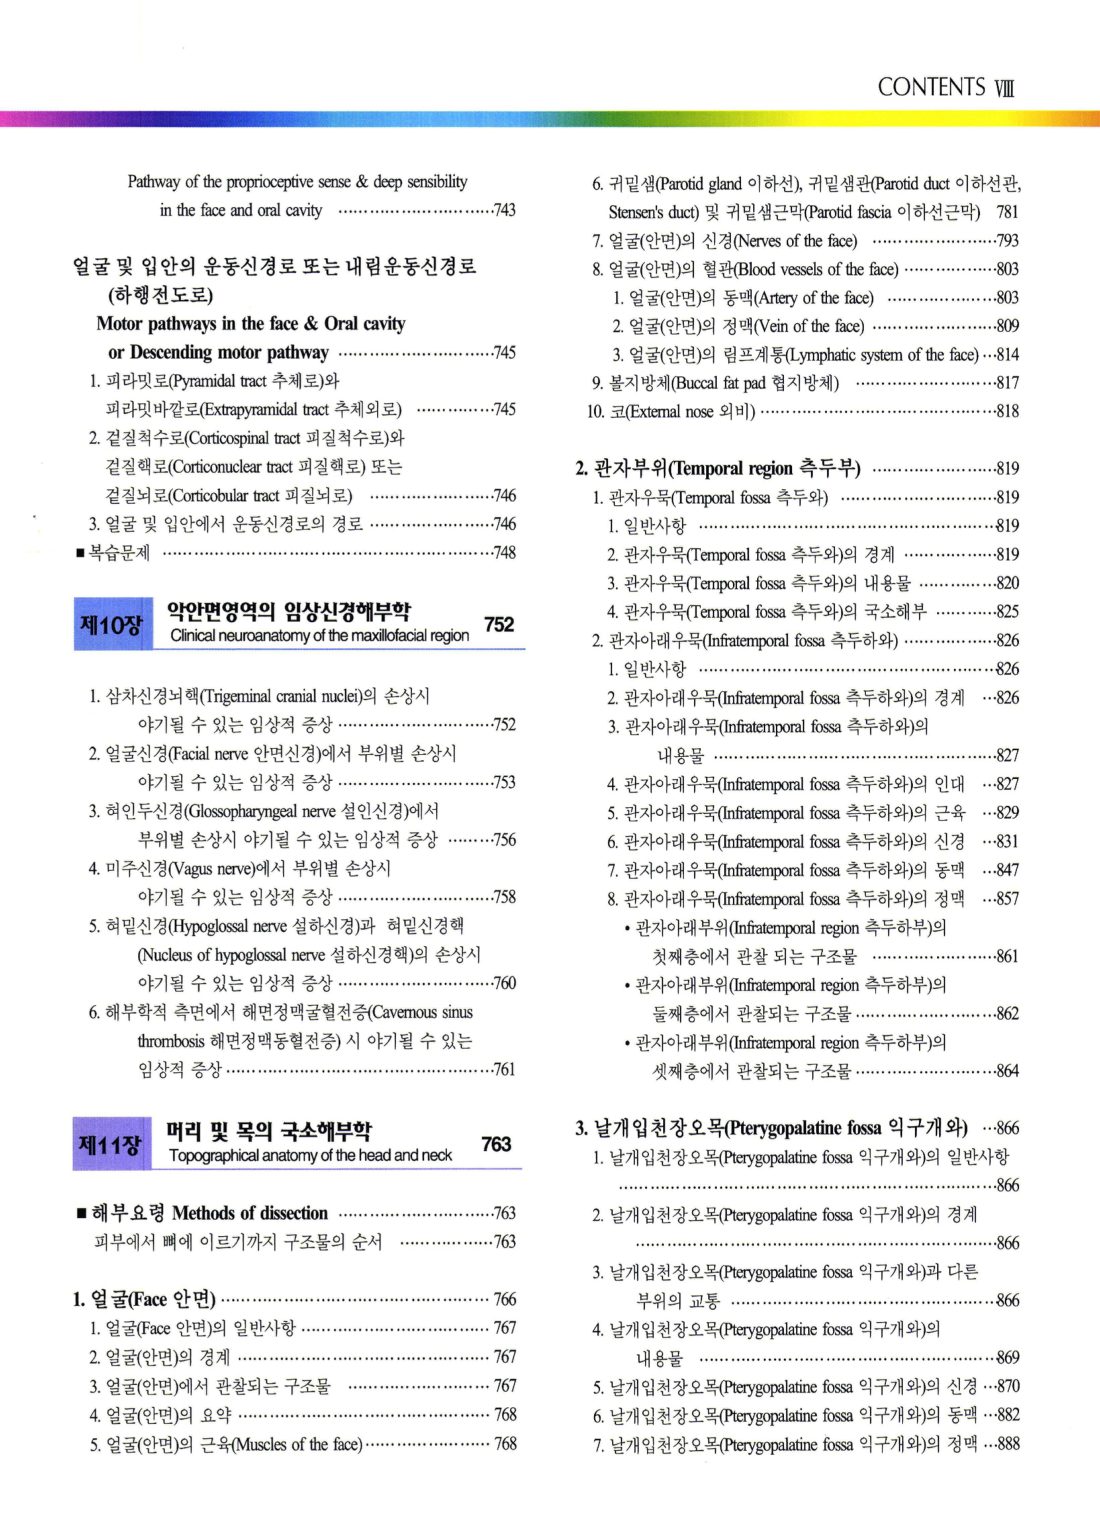 CONTENTS Ⅷ
Pathway of the proprioceptive sense & deep sensibility
in the face and oral cavity ······························743
얼굴 및 입안의 운동신경로 또는 내림운동신경로
(하행전도로)
Motor pathways in the face & Oral cavity
or Descending motor pathway ······························745
1. 피라밋로(Pyramidal tract 추체로)와
피라밋바깥로(Extrapyramidal tract 추체외로) ···············745
2. 겉질척수로(Corticospinal tract 피질척수로)와
겉질핵로(Corticonuclear tract 피질핵로) 또는
겉질뇌로(Corticobular tract 피질뇌로) ························746
3. 얼굴 및 입안에서 운동신경로의 경로 ························746
■ 복습문제 ································································748
제10장 악안면영역의 임상신경해부학 752
Clinical neuroanatomy of the maxillofacial region
1. 삼차신경뇌핵(Trigeminal cranial nuclei)의 손상시
야기될 수 있는 임상적 증상 ······························752
2. 얼굴신경(Facial nerve 안면신경)에서 부위별 손상시
야기될 수 있는 임상적 증상 ······························753
3. 혀인두신경(Glossopharyngeal nerve 설인신경)에서
부위별 손상시 야기될 수 있는 임상적 증상 ·········756
4. 미주신경(Vagus nerve)에서 부위별 손상시
야기될 수 있는 임상적 증상 ······························758
5. 혀밑신경(Hypoglossal nerve 설하신경)과 혀밑신경핵
(Nucleus of hypoglossal nerve 설하신경핵)의 손상시
야기될 수 있는 임상적 증상 ······························760
6. 해부학적 측면에서 해면정맥굴혈전증(Cavernous sinus
thrombosis 해면정맥동혈전증) 시 야기될 수 있는
임상적 증상 ··················································761
제11장 머리 및 목의 국소해부학 763
Topographical anatomy of the head and neck
■ 해부요령 Methods of dissection ······························763
피부에서 뼈에 이르기까지 구조물의 순서 ··················763
1. 얼굴(Face 안면) ··················································· 766
1. 얼굴(Face 안면)의 일반사항 ···································· 767
2. 얼굴(안면)의 경계 ················································ 767
3. 얼굴(안면)에서 관찰되는 구조물 ··························· 767
4. 얼굴(안면)의 요약 ················································ 768
5. 얼굴(안면)의 근육(Muscles of the face) ························ 768
6. 귀밑샘(Parotid gland 이하선), 귀밑샘관(Parotid duct 이하선관,
Stensen's duct) 및 귀밑샘근막(Parotid fascia 이하선근막) 781
7. 얼굴(안면)의 신경(Nerves of the face) ························793
8. 얼굴(안면)의 혈관(Blood vessels of the face) ··················803
1. 얼굴(안면)의 동맥(Artery of the face) ·····················803
2. 얼굴(안면)의 정맥(Vein of the face) ························809
3. 얼굴(안면)의 림프계통(Lymphatic system of the face) ···814
9. 볼지방체(Buccal fat pad 협지방체) ···························817
10. 코(External nose 외비) ············································818
2. 관자부위(Temporal region 측두부) ························819
1. 관자우묵(Temporal fossa 측두와) ······························819
1. 일반사항 ························································819
2. 관자우묵(Temporal fossa 측두와)의 경계 ··················819
3. 관자우묵(Temporal fossa 측두와)의 내용물 ···············820
4. 관자우묵(Temporal fossa 측두와)의 국소해부 ············825
2. 관자아래우묵(Infratemporal fossa 측두하와) ··················826
1. 일반사항 ························································826
2. 관자아래우묵(Infratemporal fossa 측두하와)의 경계 ···826
3. 관자아래우묵(Infratemporal fossa 측두하와)의
내용물 ·····················································827
4. 관자아래우묵(Infratemporal fossa 측두하와)의 인대 ···827
5. 관자아래우묵(Infratemporal fossa 측두하와)의 근육 ···829
6. 관자아래우묵(Infratemporal fossa 측두하와)의 신경 ···831
7. 관자아래우묵(Infratemporal fossa 측두하와)의 동맥 ···847
8. 관자아래우묵(Infratemporal fossa 측두하와)의 정맥 ···857
• 관자아래부위(Infratemporal region 측두하부)의
첫째층에서 관찰 되는 구조물 ························861
• 관자아래부위(Infratemporal region 측두하부)의
둘째층에서 관찰되는 구조물 ···························862
• 관자아래부위(Infratemporal region 측두하부)의
셋째층에서 관찰되는 구조물 ···························864
3. 날개입천장오목(Pterygopalatine fossa 익구개와) ···866
1. 날개입천장오목(Pterygopalatine fossa 익구개와)의 일반사항
························································································866
2. 날개입천장오목(Pterygopalatine fossa 익구개와)의 경계
·····················································································866
3. 날개입천장오목(Pterygopalatine fossa 익구개와)과 다른
부위의 교통 ··················································866
4. 날개입천장오목(Pterygopalatine fossa 익구개와)의
내용물 ························································869
5. 날개입천장오목(Pterygopalatine fossa 익구개와)의 신경 ···870
6. 날개입천장오목(Pterygopalatine fossa 익구개와)의 동맥 ···882
7. 날개입천장오목(Pterygopalatine fossa 익구개와)의 정맥 ···888